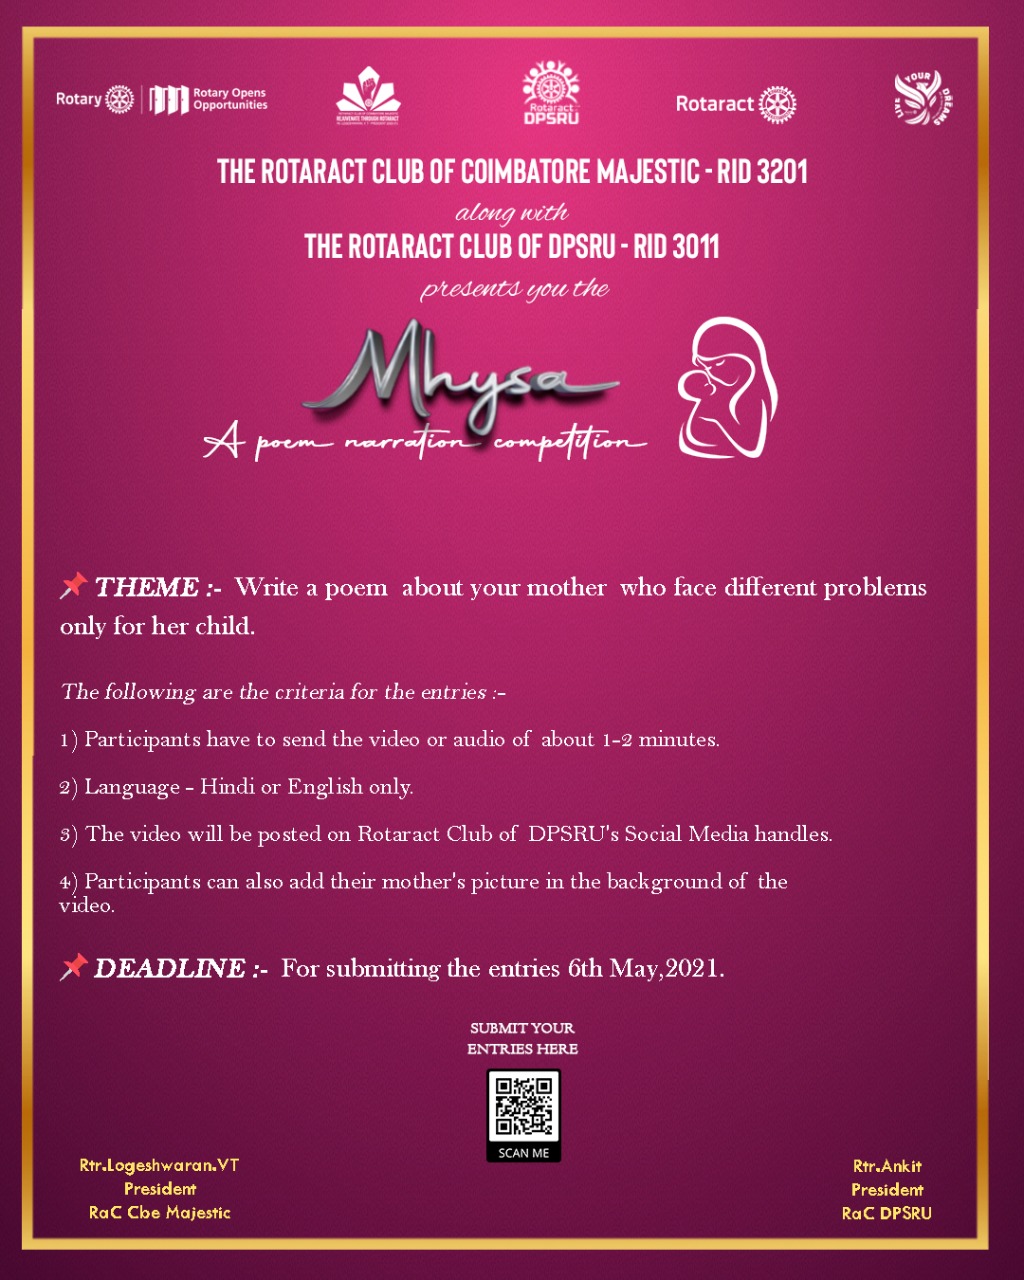 Rotary
Rotary Opens
Opportunities
REJUVENATE THROUGH ROTARACT
Rotaract
DPSRU
Rotaract
LIVE YOUR DREAMS
THE ROTARACT CLUB OF COIMBATORE MAJESTIC - RID 3201
along with
THE ROTARACT CLUB OF DPSRU - RID 3011
presents you the
Mhysa
A poem narration competition
📌 THEME :- Write a poem about your mother who face different problems
only for her child.
The following are the criteria for the entries :-
1) Participants have to send the video or audio of about 1-2 minutes.
2) Language - Hindi or English only.
3) The video will be posted on Rotaract Club of DPSRU's Social Media handles.
4) Participants can also add their mother's picture in the background of the
video.
📌 DEADLINE :- For submitting the entries 6th May,2021.
SUBMIT YOUR
ENTRIES HERE
SCAN ME
Rtr.Logeshwaran.VT
President
RaC Cbe Majestic
Rtr.Ankit
President
RaC DPSRU